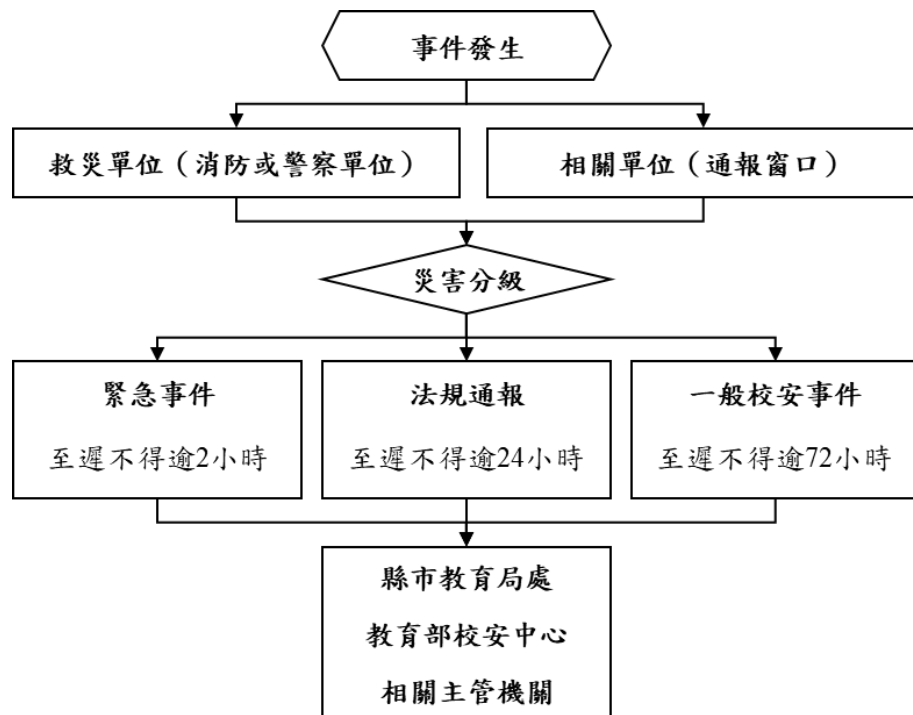 事件發生
救災單位（消防或警察單位）
相關單位（通報窗口）
災害分級
緊急事件
至遲不得逾2小時
法規通報
至遲不得逾24小時
一般校安事件
至遲不得逾72小時
縣市教育局處
教育部校安中心
相關主管機關